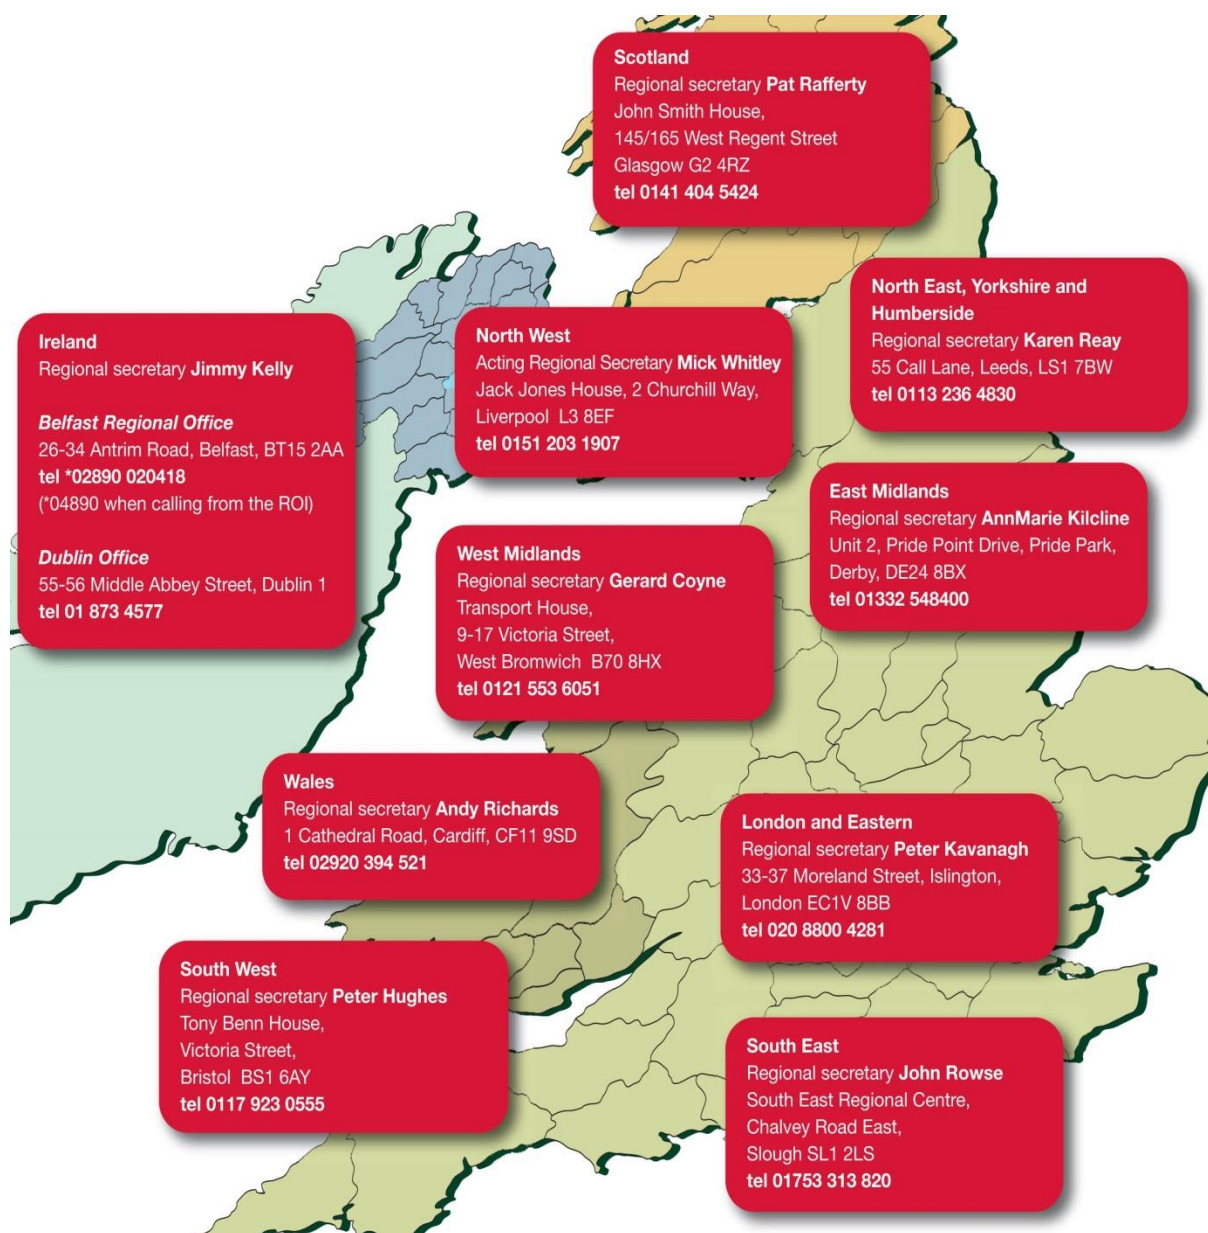 Scotland
Regional secretary Pat Rafferty
John Smith House,
145/165 West Regent Street
Glasgow G2 4RZ
tel 0141 404 5424
North East, Yorkshire and
Humberside
Regional secretary Karen Reay
55 Call Lane, Leeds, LS1 7BW
tel 0113 236 4830
Ireland
Regional secretary Jimmy Kelly
Belfast Regional Office
26-34 Antrim Road, Belfast, BT15 2AA
tel *02890 020418
(*04890 when calling from the ROI)
Dublin Office
55-56 Middle Abbey Street, Dublin 1
tel 01 873 4577
North West
Acting Regional Secretary Mick Whitley
Jack Jones House, 2 Churchill Way,
Liverpool  L3 8EF
tel 0151 203 1907
East Midlands
Regional secretary AnnMarie Kilcline
Unit 2, Pride Point Drive, Pride Park,
Derby, DE24 8BX
tel 01332 548400
West Midlands
Regional secretary Gerard Coyne
Transport House,
9-17 Victoria Street,
West Bromwich  B70 8HX
tel 0121 553 6051
Wales
Regional secretary Andy Richards
1 Cathedral Road, Cardiff, CF11 9SD
tel 02920 394 521
London and Eastern
Regional secretary Peter Kavanagh
33-37 Moreland Street, Islington,
London EC1V 8BB
tel 020 8800 4281
South West
Regional secretary Peter Hughes
Tony Benn House,
Victoria Street,
Bristol  BS1 6AY
tel 0117 923 0555
South East
Regional secretary John Rowse
South East Regional Centre,
Chalvey Road East,
Slough SL1 2LS
tel 01753 313 820